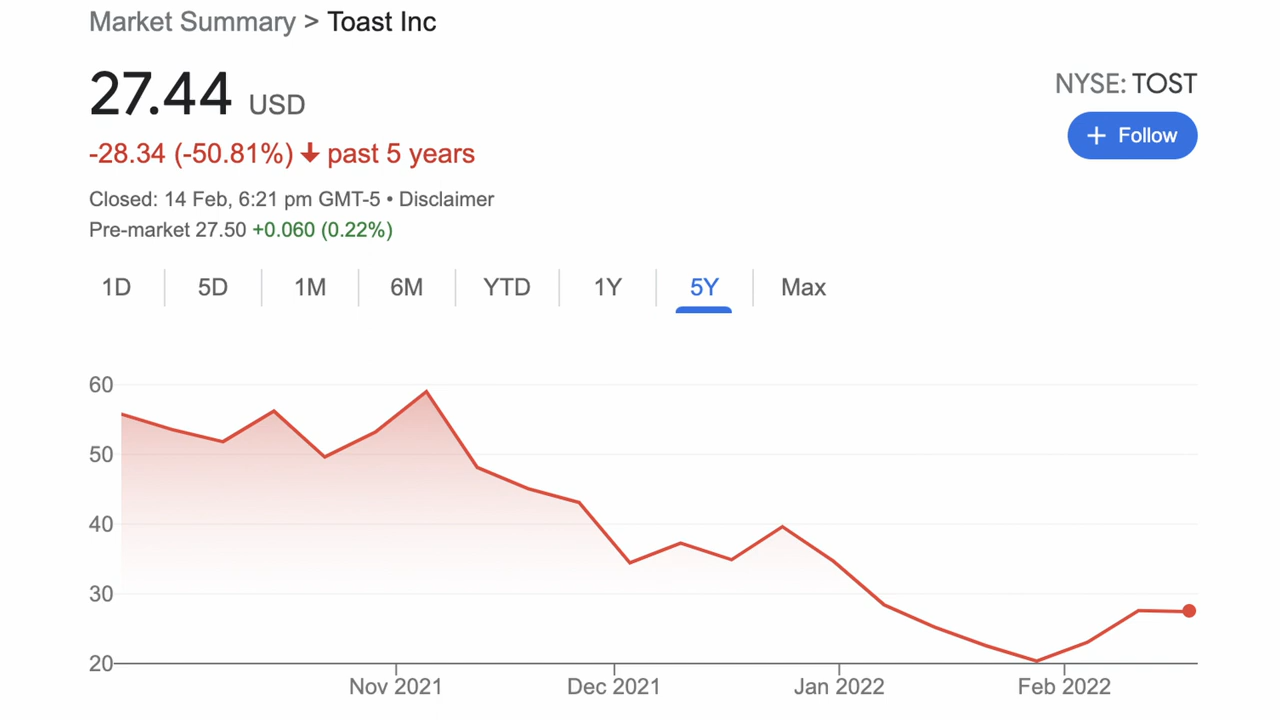 Market Summary > Toast Inc
27.44 USD
NYSE: TOST
+ Follow
-28.34 (-50.81%) ↓ past 5 years
Closed: 14 Feb, 6:21 pm GMT-5 • Disclaimer
Pre-market 27.50 +0.060 (0.22%)
1D 5D 1M 6M YTD 1Y 5Y Max
60
50
40
30
20
Nov 2021 Dec 2021 Jan 2022 Feb 2022